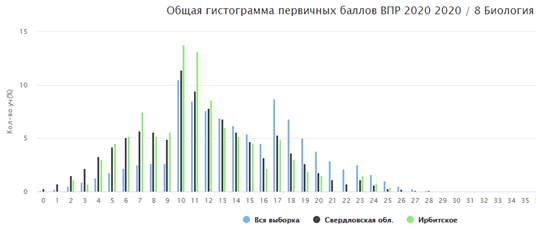 Общая гистограмма первичных баллов ВПР 2020 2020 / 8 Биология
Кол-во уч(%)
15
10
5
0
0 1 2 3 4 5 6 7 8 9 10 11 12 13 14 15 16 17 18 19 20 21 22 23 24 25 26 27 28 29 30 31 32 33 34 35
Вся выборка Свердловская обл. Ирбитское